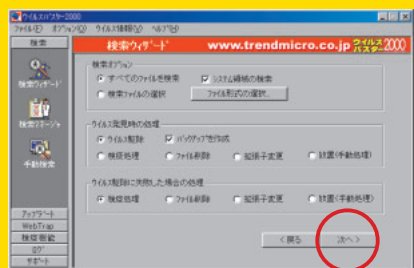 ウイルスバスター2000
ファイル(F) オプション(O) ウイルス情報(V) ヘルプ(H)
検索
検索ウィザード www.trendmicro.co.jp ウイルスバスター2000
検索ウィザード
検索マネージャ
手動検索
アップデート
WebTrap
検疫機能
ログ
サポート
検索オプション
すべてのファイルを検索 システム領域の検索
検索ファイルの選択 ファイル形式の選択...
ウイルス発見時の処理
ウイルス駆除 バックアップを作成
検疫処理 ファイル削除 拡張子変更 放置(手動処理)
ウイルス駆除に失敗した場合の処理
検疫処理 ファイル削除 拡張子変更 放置(手動処理)
<戻る 次へ>